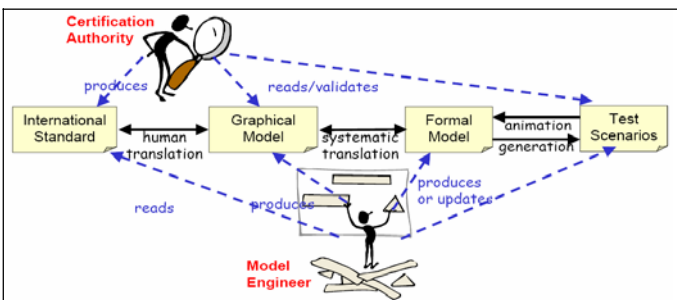 Certification
Authority
produces
reads/validates
International
Standard
human
translation
Graphical
Model
systematic
translation
Formal
Model
animation
generation
Test
Scenarios
reads
produces
produces
or updates
Model
Engineer